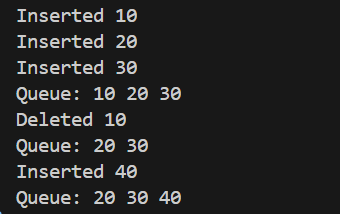 Inserted 10
Inserted 20
Inserted 30
Queue: 10 20 30
Deleted 10
Queue: 20 30
Inserted 40
Queue: 20 30 40